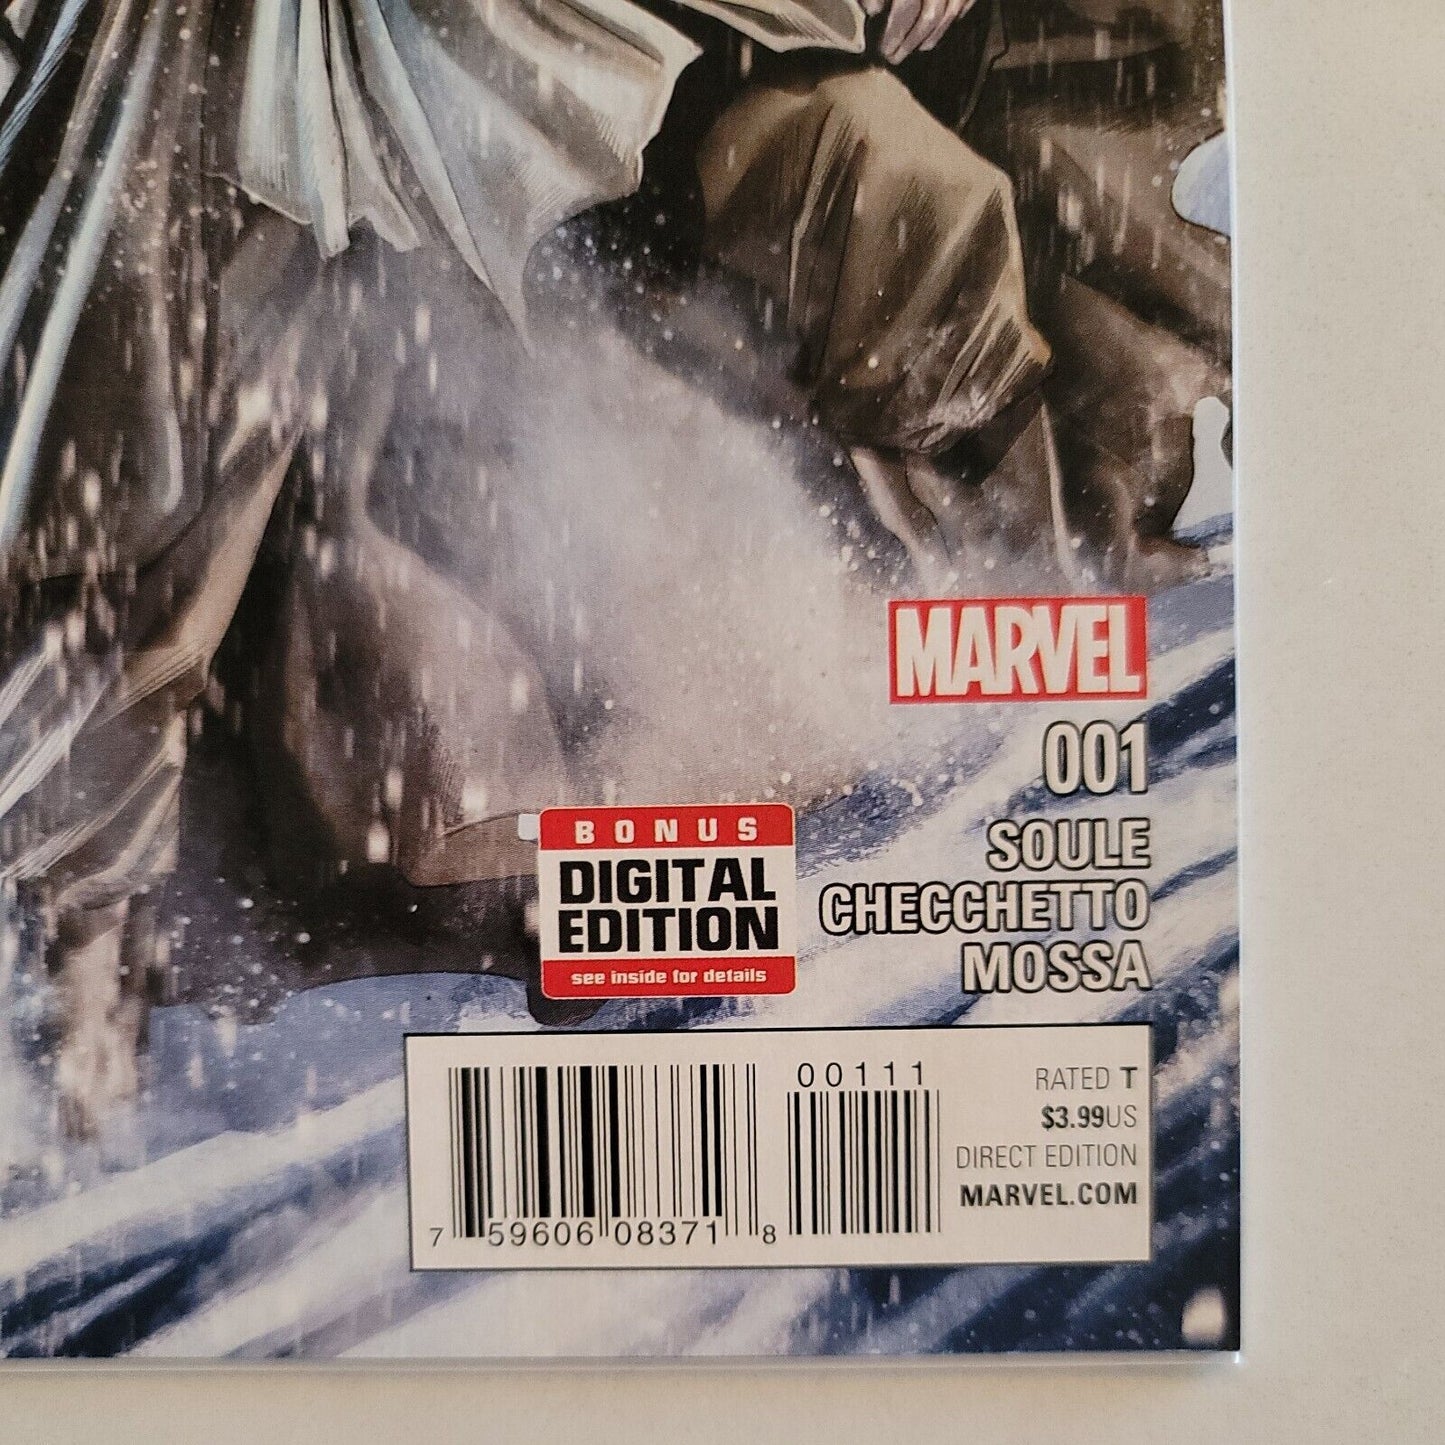 MARVEL
001
SOULE
CHECCHETTO
MOSSA
BONUS
DIGITAL
EDITION
see inside for details
00111
RATED T
$3.99US
DIRECT EDITION
MARVEL.COM
7 59606 08371 8